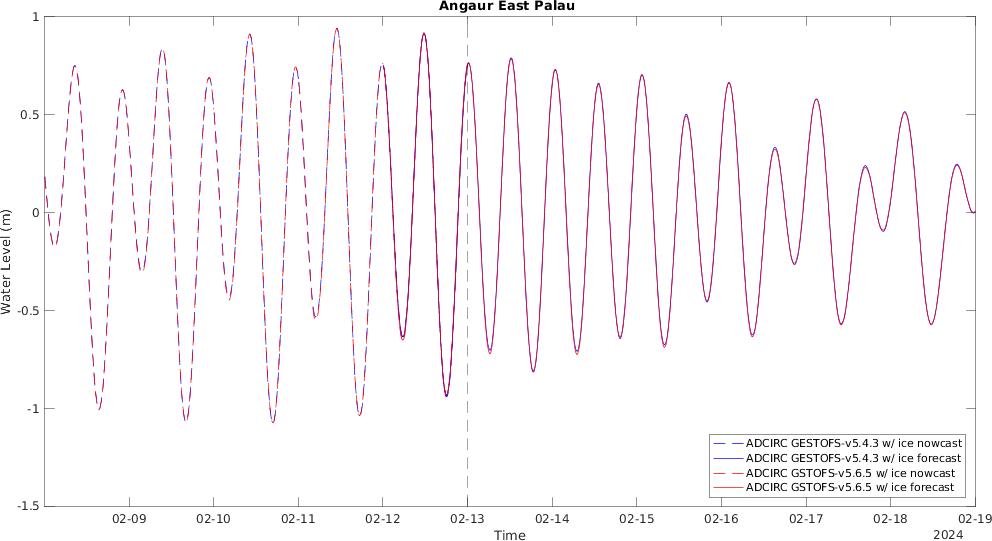 Angaur East Palau
1
0.5
0
-0.5
-1
-1.5
Water Level (m)
02-09
02-10
02-11
02-12
02-13
02-14
02-15
02-16
02-17
02-18
02-19
Time
2024
ADCIRC GESTOFS-v5.4.3 w/ ice nowcast
ADCIRC GESTOFS-v5.4.3 w/ ice forecast
ADCIRC GSTOFS-v5.6.5 w/ ice nowcast
ADCIRC GSTOFS-v5.6.5 w/ ice forecast